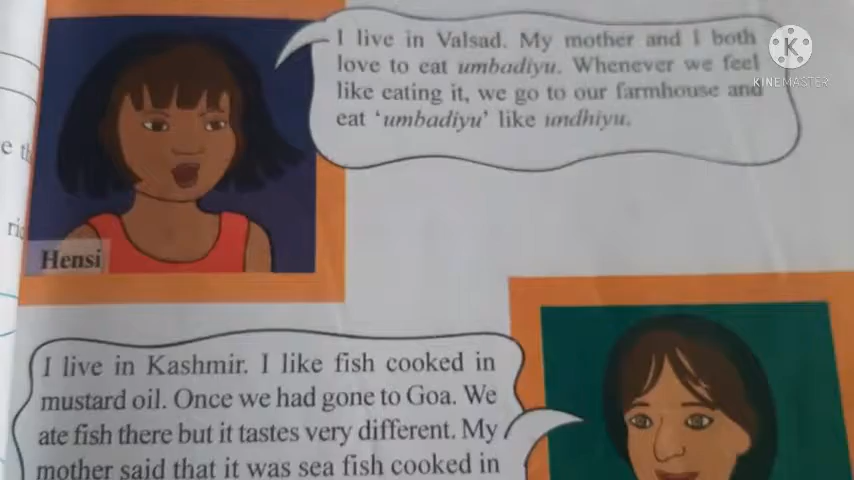 I live in Valsad. My mother and I both
love to eat umbadiyu. Whenever we feel
like eating it, we go to our farmhouse and
eat ‘umbadiyu’ like undhiyu.
KINEMASTER
Hensi
I live in Kashmir. I like fish cooked in
mustard oil. Once we had gone to Goa. We
ate fish there but it tastes very different. My
mother said that it was sea fish cooked in